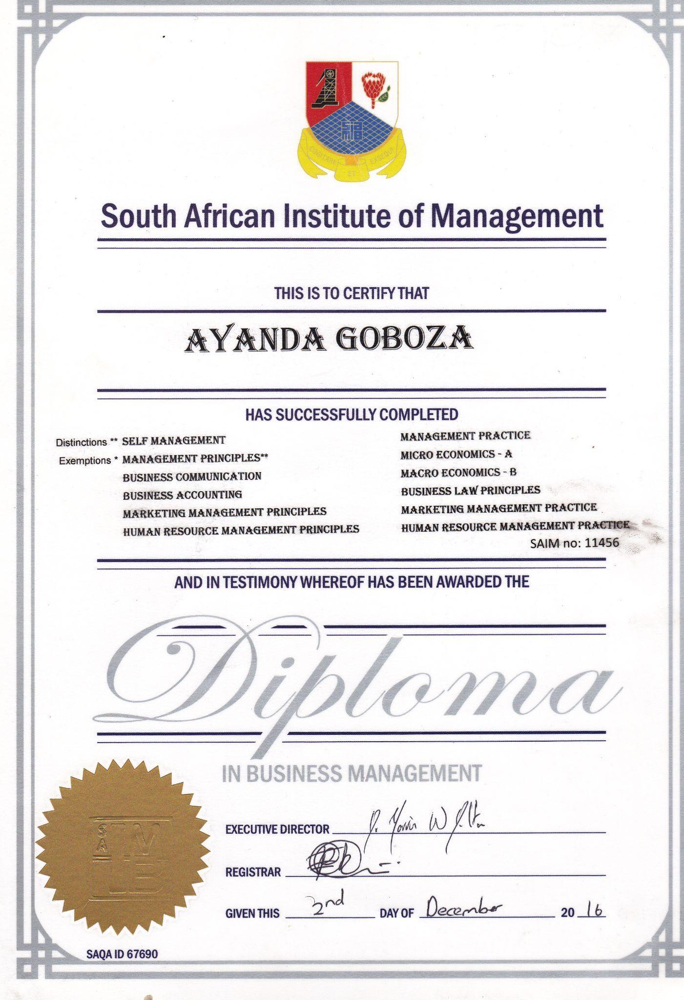 COGITARE ET EXSEQUI
South African Institute of Management
THIS IS TO CERTIFY THAT
AYANDA GOBOZA
HAS SUCCESSFULLY COMPLETED
Distinctions ** SELF MANAGEMENT
Exemptions * MANAGEMENT PRINCIPLES**
BUSINESS COMMUNICATION
BUSINESS ACCOUNTING
MARKETING MANAGEMENT PRINCIPLES
HUMAN RESOURCE MANAGEMENT PRINCIPLES
MANAGEMENT PRACTICE
MICRO ECONOMICS - A
MACRO ECONOMICS - B
BUSINESS LAW PRINCIPLES
MARKETING MANAGEMENT PRACTICE
HUMAN RESOURCE MANAGEMENT PRACTICE
SAIM no: 11456
AND IN TESTIMONY WHEREOF HAS BEEN AWARDED THE
Diploma
IN BUSINESS MANAGEMENT
EXECUTIVE DIRECTOR
REGISTRAR
GIVEN THIS 2nd DAY OF December 20 16
SAQA ID 67690